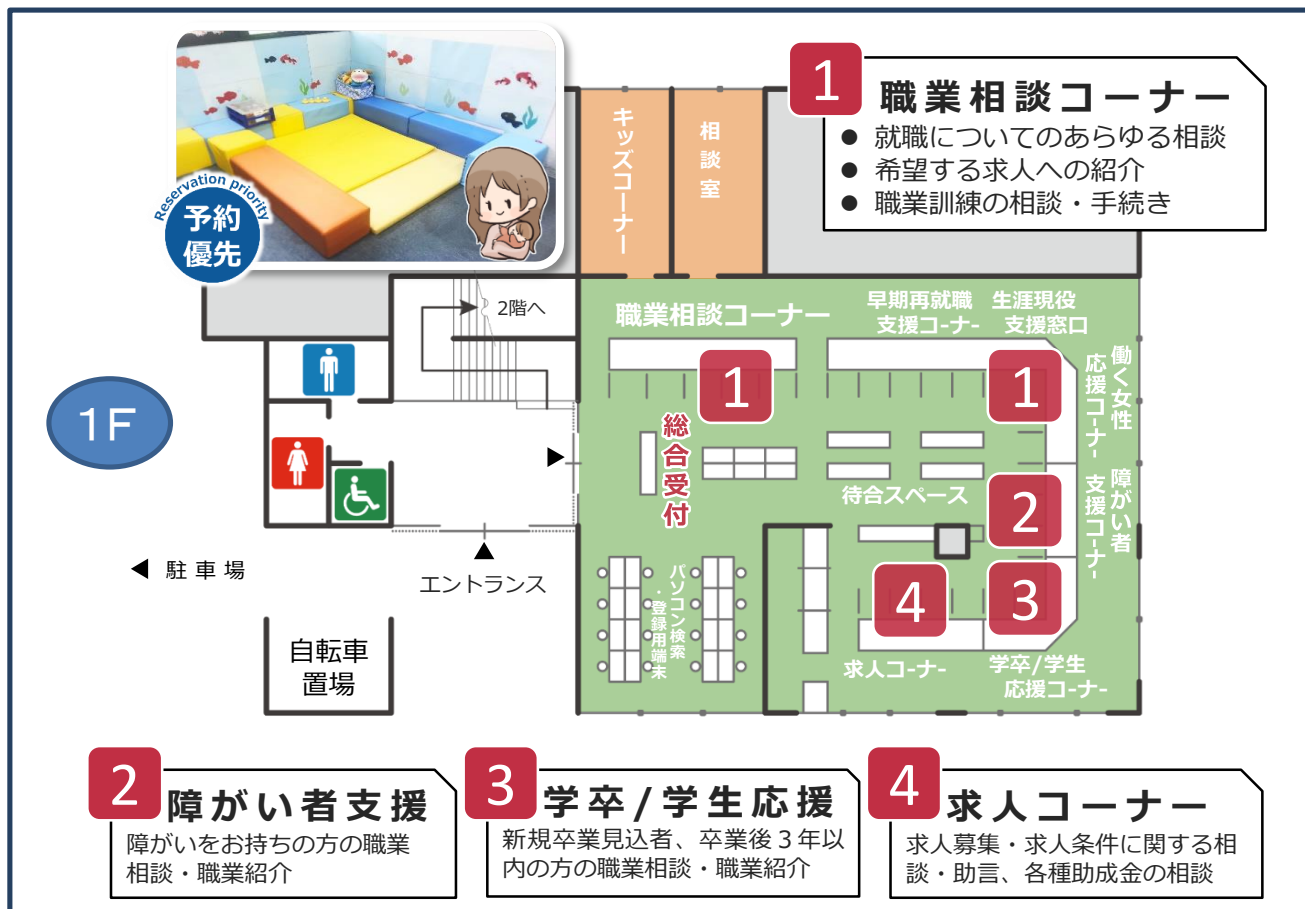 1 職業相談コーナー
● 就職についてのあらゆる相談
● 希望する求人への紹介
● 職業訓練の相談・手続き
Reservation priority
予約
優先
キッズコーナー
相談室
2階へ
職業相談コーナー
早期再就職
支援コーナー
生涯現役
支援窓口
働く女性
応援コーナー
障がい者
支援コーナー
1
1
1F
総合受付
待合スペース
2
◀ 駐車場
エントランス
パソコン検索
・登録用端末
4
3
自転車
置場
求人コーナー
学卒/学生
応援コーナー
2 障がい者支援
障がいをお持ちの方の職業
相談・職業紹介
3 学卒/学生応援
新規卒業見込者、卒業後3年以
内の方の職業相談・職業紹介
4 求人コーナー
求人募集・求人条件に関する相
談・助言、各種助成金の相談